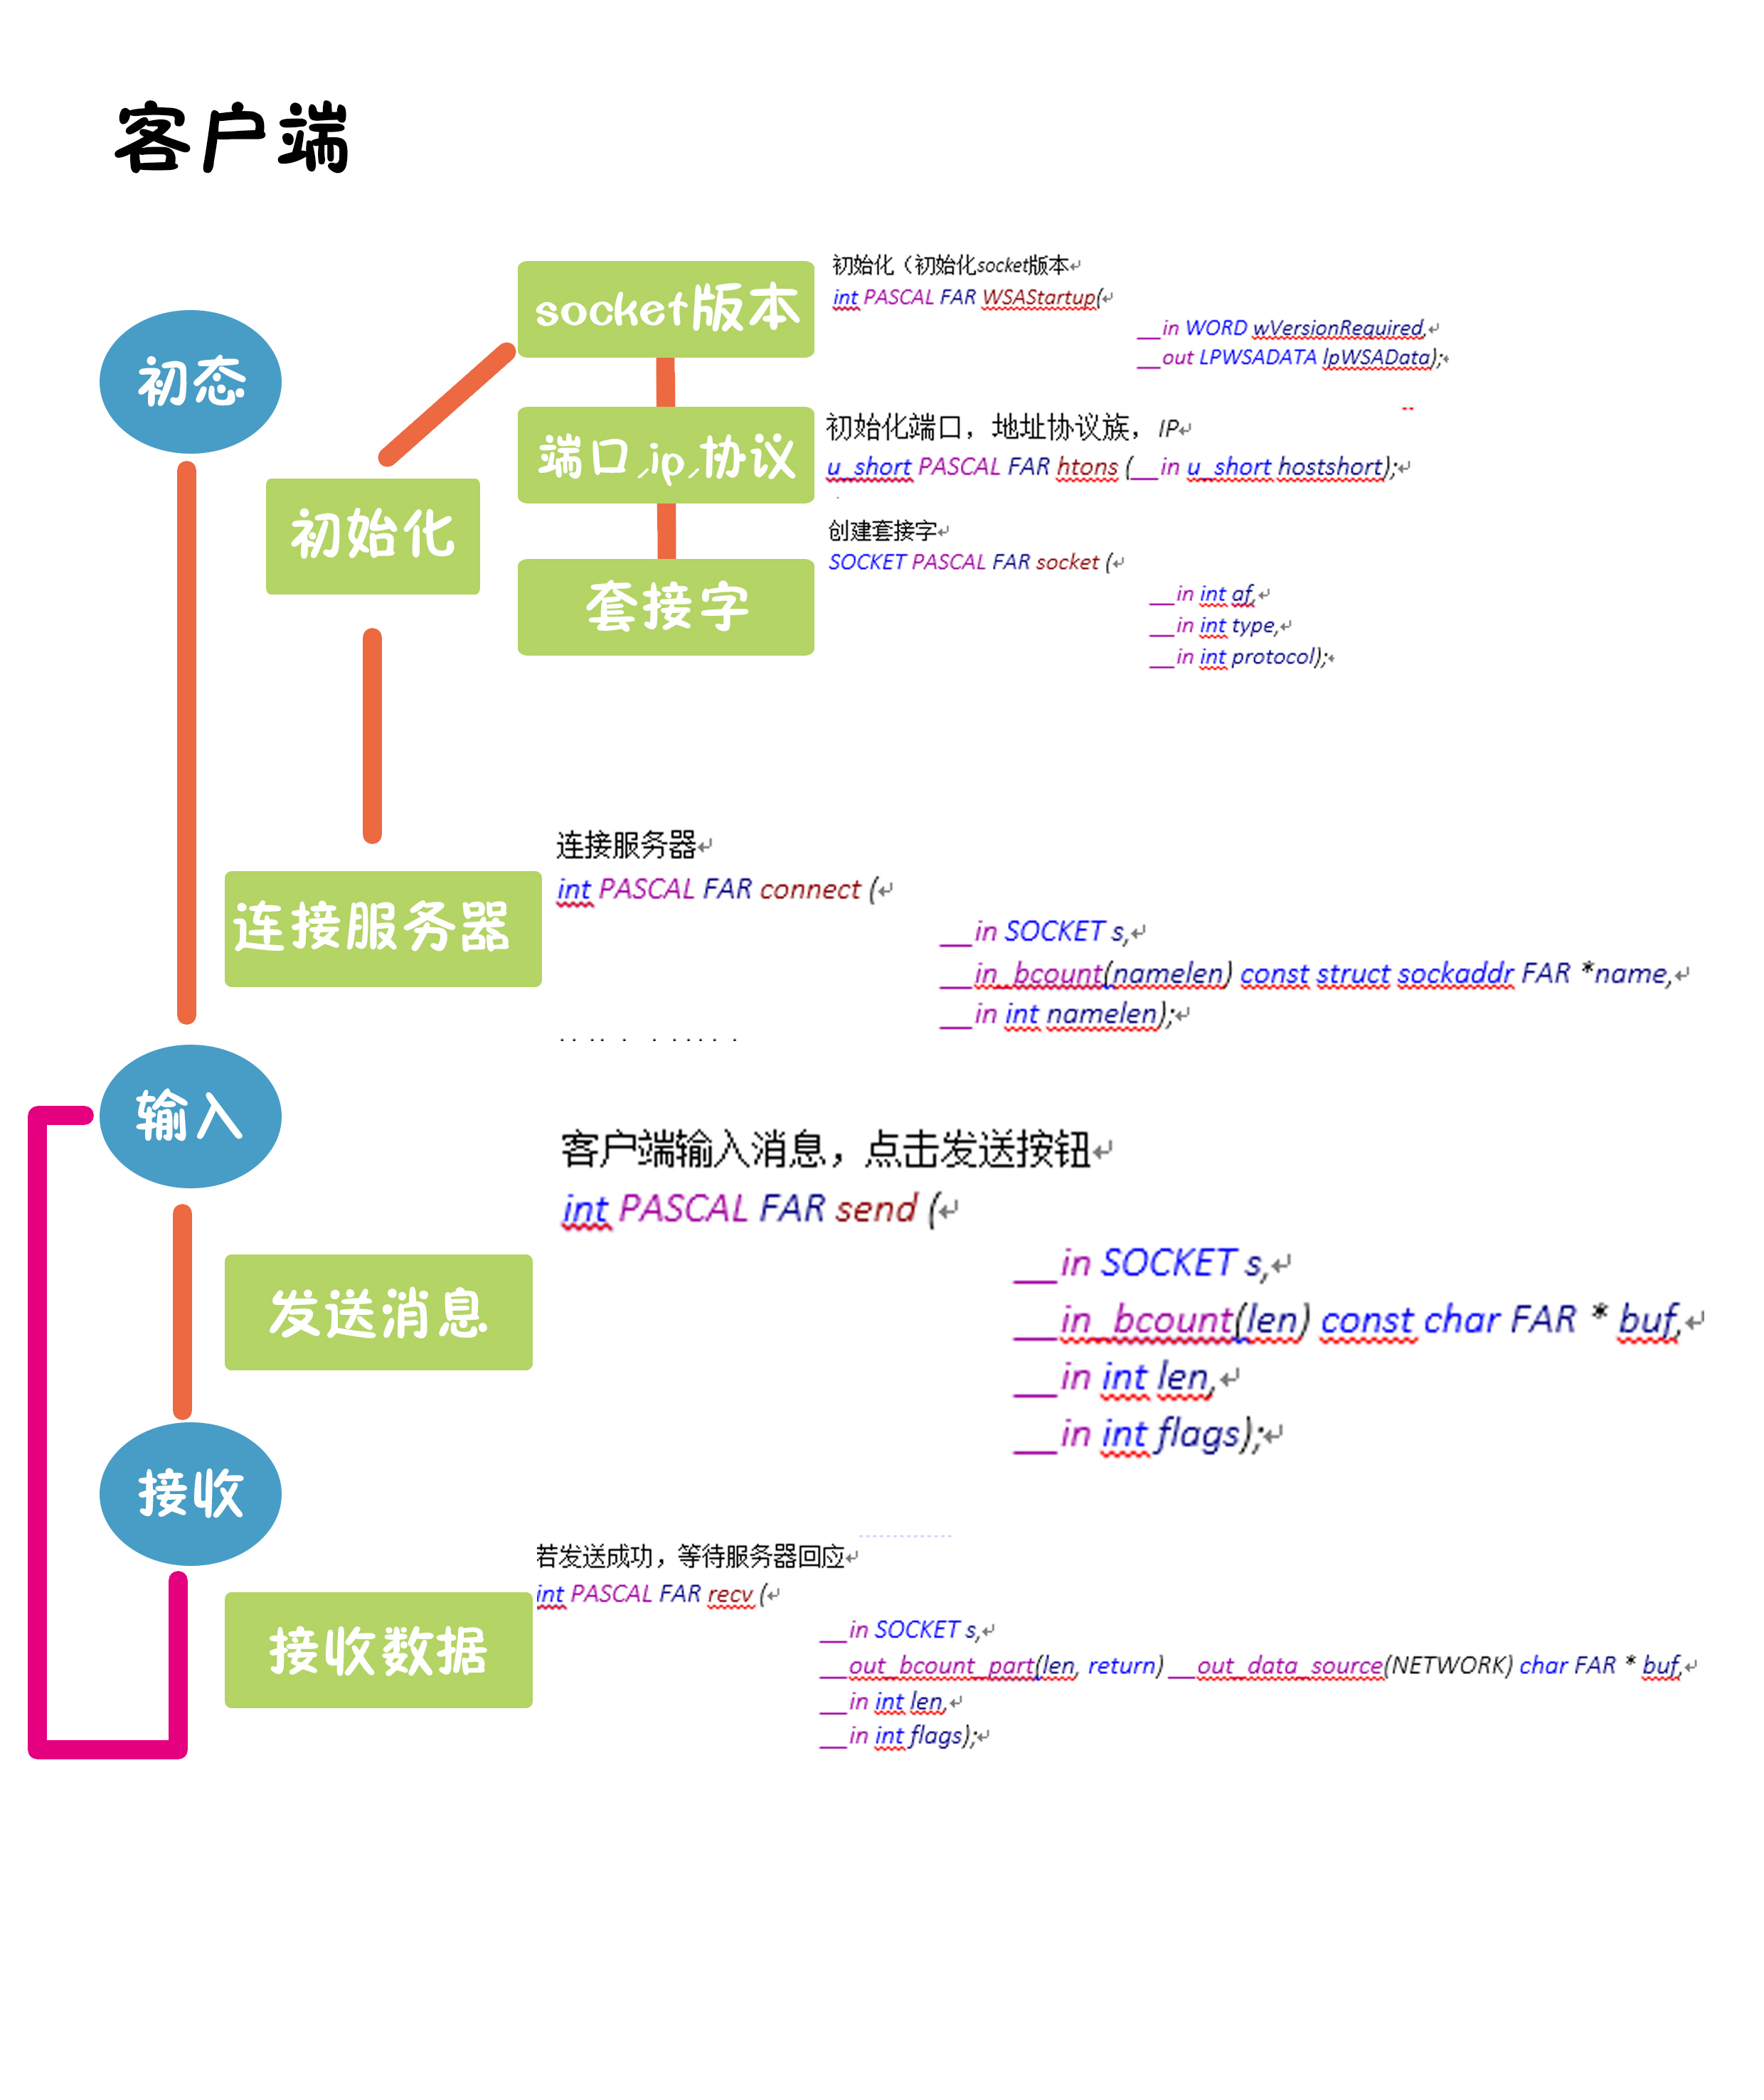 客户端
初态
初始化
socket版本
初始化（初始化socket版本
int PASCAL FAR WSAStartup(
__in WORD wVersionRequired,
__out LPWSADATA lpWSAData);
端口,ip,协议
初始化端口，地址协议族，IP
u_short PASCAL FAR htons (__in u_short hostshort);
套接字
创建套接字
SOCKET PASCAL FAR socket (
__in int af,
__in int type,
__in int protocol);
连接服务器
连接服务器
int PASCAL FAR connect (
__in SOCKET s,
__in_bcount(namelen) const struct sockaddr FAR *name,
__in int namelen);
输入
客户端输入消息，点击发送按钮
int PASCAL FAR send (
__in SOCKET s,
__in_bcount(len) const char FAR * buf,
__in int len,
__in int flags);
发送消息
接收
若发送成功，等待服务器回应
int PASCAL FAR recv (
__in SOCKET s,
__out_bcount_part(len, return) __out_data_source(NETWORK) char FAR * buf,
__in int len,
__in int flags);
接收数据